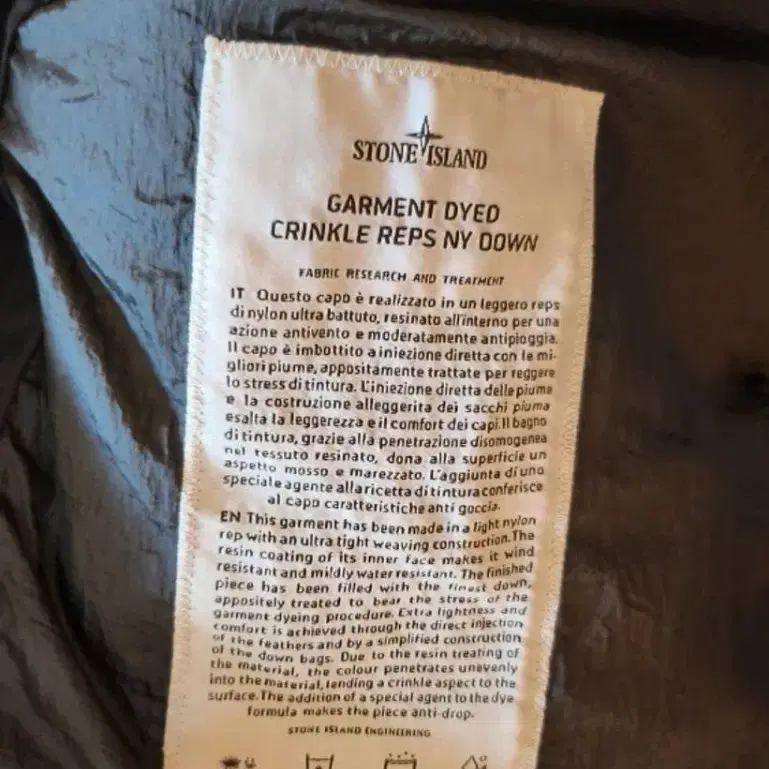 STONE ISLAND
GARMENT DYED
CRINKLE REPS NY DOWN
FABRIC RESEARCH AND TREATMENT
IT Questo capo è realizzato in un leggero reps
di nylon ultra battuto, resinato all'interno per una
azione antivento e moderatamente antipioggia.
Il capo è imbottito a iniezione diretta con le mi-
gliori piume, appositamente trattate per reggere
lo stress di tintura. L'iniezione diretta delle piume
e la costruzione alleggerita dei sacchi piuma
esalta la leggerezza e il comfort dei capi. Il bagno
di tintura, grazie alla penetrazione disomogenea
nel tessuto resinato, dona alla superficie un
aspetto mosso e marezzato. L'aggiunta di uno
speciale agente alla ricetta di tintura conferisce
al capo caratteristiche anti goccia.
EN This garment has been made in a light nylon
rep with an ultra tight weaving construction. The
resin coating of its inner face makes it wind
resistant and mildly water resistant. The finished
piece has been filled with the finest down,
appositely treated to bear the stress of the
garment dyeing procedure. Extra lightness and
comfort is achieved through the direct injection
of the feathers and by a simplified construction
of the down bags. Due to the resin treating of
the material, the colour penetrates unevenly
into the material, lending a crinkle aspect to the
surface. The addition of a special agent to the dye
formula makes the piece anti-drop.
STONE ISLAND ENGINEERING